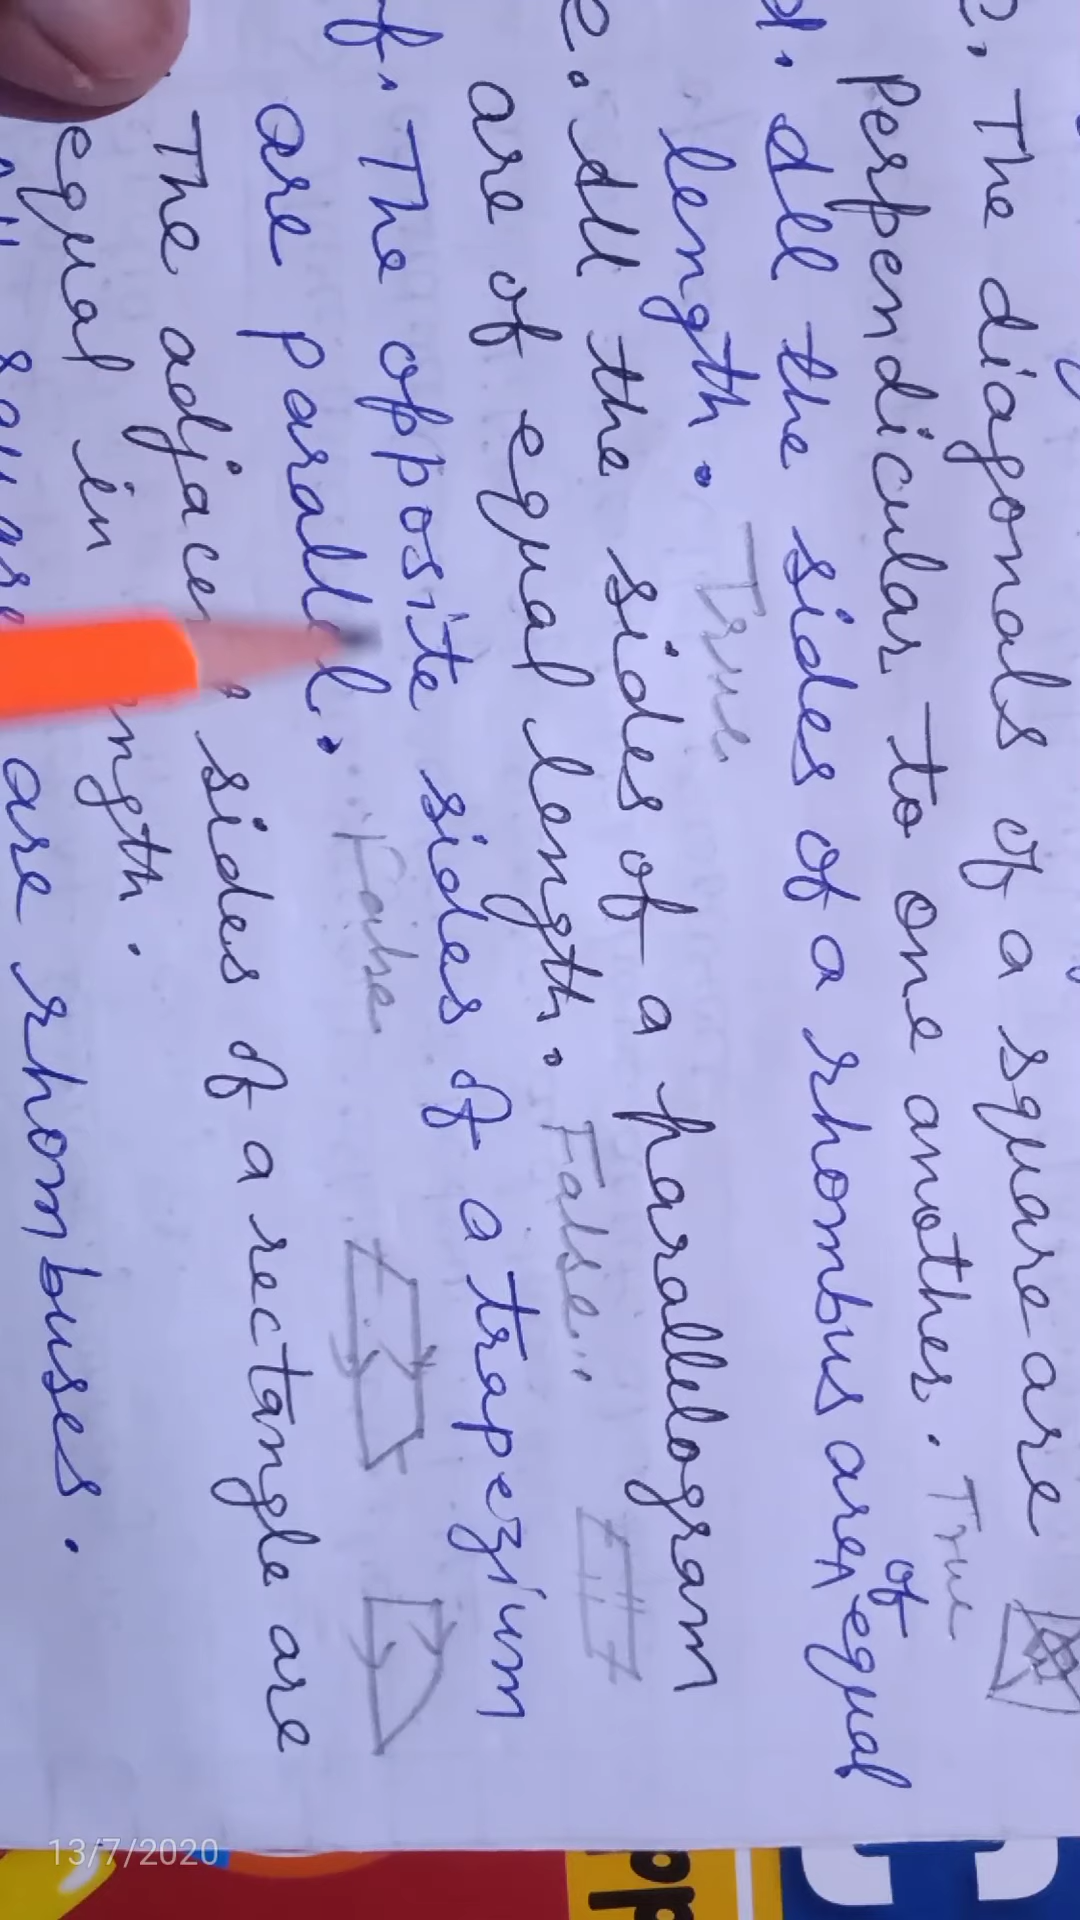 c. The diagonals of a square are
perpendicular to one another. True
d. All the sides of a rhombus are of equal
length. True
e. All the sides of a parallelogram
are of equal length. False
f. The opposite sides of a trapezium
are parallel. False
The adjacent sides of a rectangle are
equal in length.
are rhombuses.
pp
13/7/2020